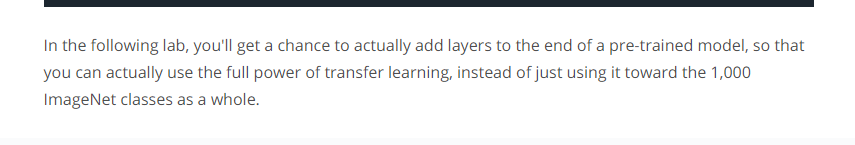 In the following lab, you'll get a chance to actually add layers to the end of a pre-trained model, so that
you can actually use the full power of transfer learning, instead of just using it toward the 1,000
ImageNet classes as a whole.